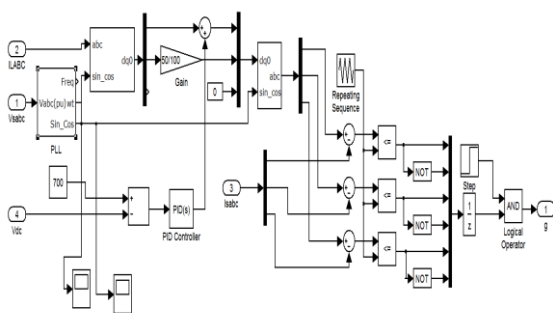 2
ILABC
abc
sin_cos
dq0
50/100
Gain
+
+
0
dq0
sin_cos
abc
Repeating
Sequence
1
Vsabc
Freq
Vabc(pu) wt
Sin_Cos
PLL
700
4
Vdc
+
-
PID(s)
PID Controller
3
Isabc
+-
+-
+-
<=
NOT
<=
NOT
<=
NOT
Step
1
z
AND
Logical
Operator
1
g